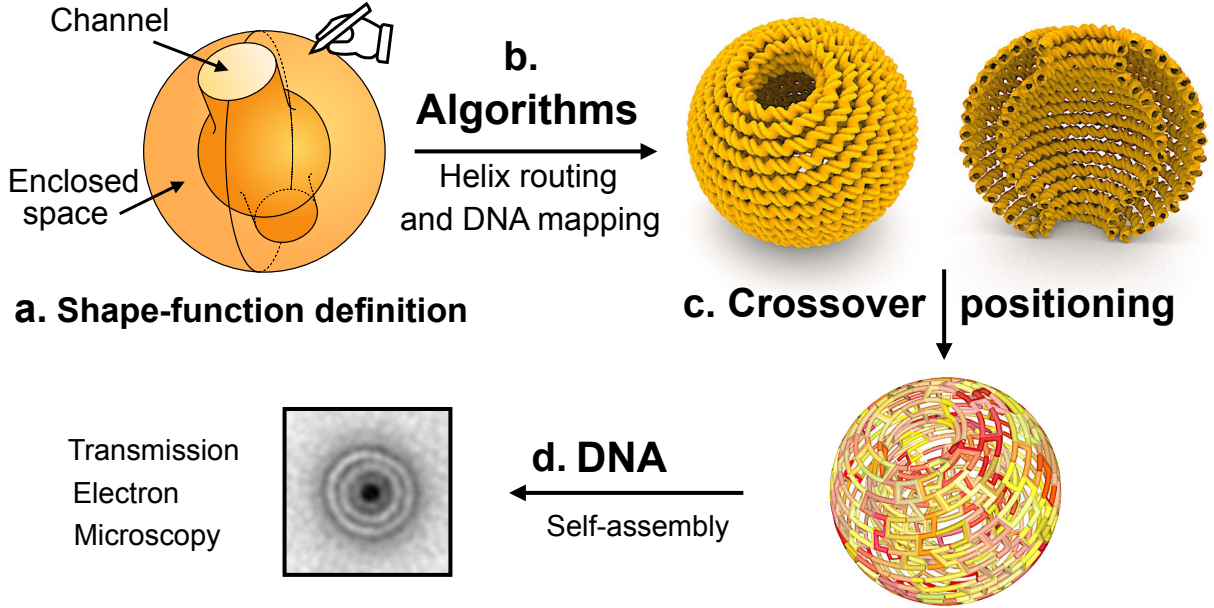 Channel
Enclosed
space
a. Shape-function definition
b.
Algorithms
Helix routing
and DNA mapping
c. Crossover positioning
d. DNA
Self-assembly
Transmission
Electron
Microscopy